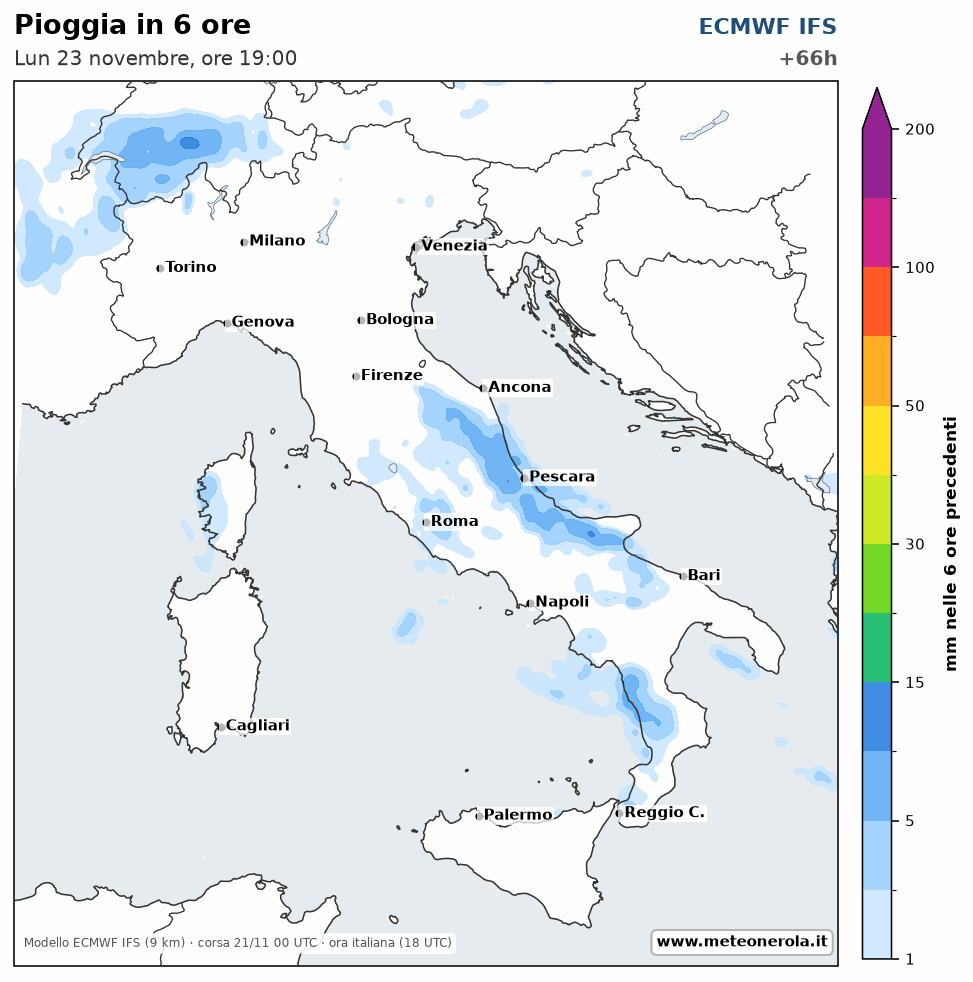 Pioggia in 6 ore
ECMWF IFS
Lun 23 novembre, ore 19:00
+66h
200
100
50
30
15
5
1
mm nelle 6 ore precedenti
Milano
Venezia
Torino
Genova
Bologna
Firenze
Ancona
Pescara
Roma
Bari
Napoli
Cagliari
Palermo
Reggio C.
Modello ECMWF IFS (9 km) · corsa 21/11 00 UTC · ora italiana (18 UTC)
www.meteonerola.it